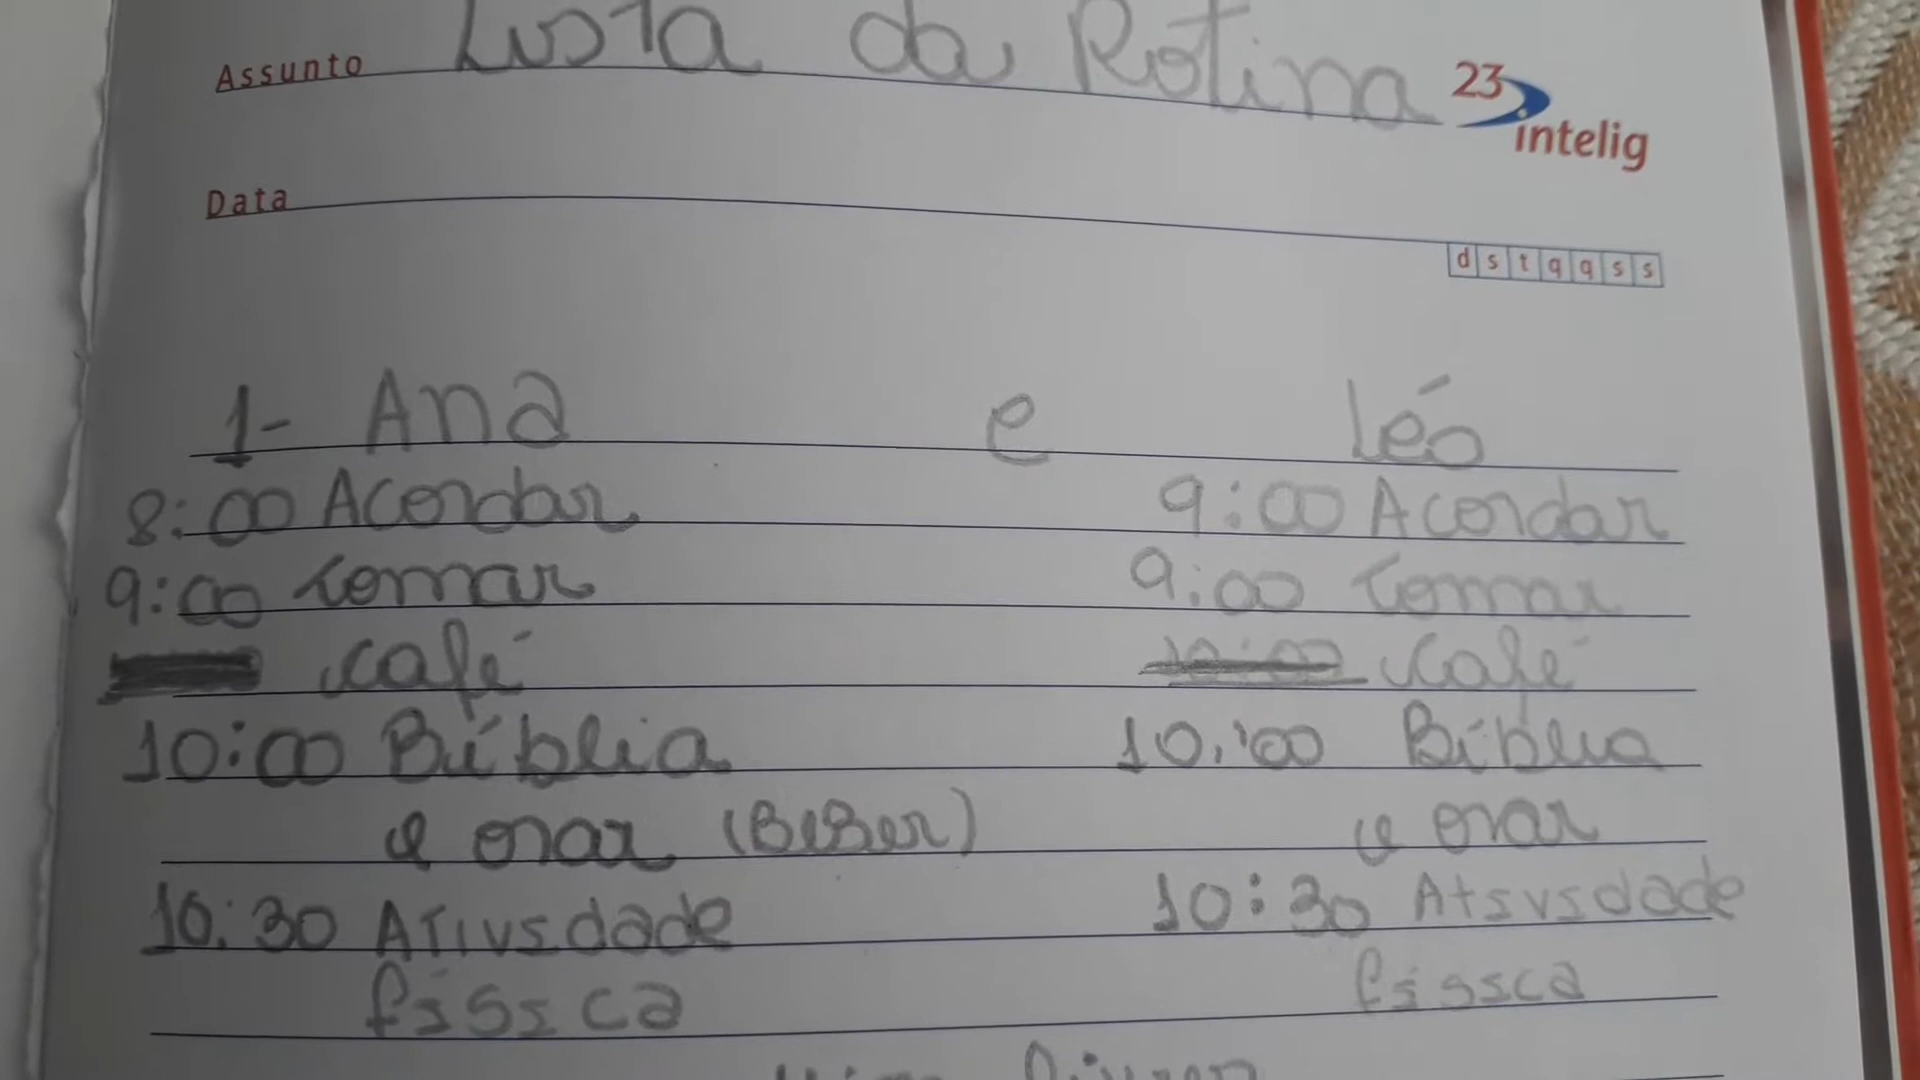 Assunto Lista da Rotina 23 intelig
Data
d s t q q s s
1- Ana e Léo
8:00 Acordar 9:00 Acordar
9:00 tomar 9:00 tomar
café café
10:00 Bíblia 10:00 Bíblia
e orar (BíBler) e orar
10:30 Atividade 10:30 Atividade
física física